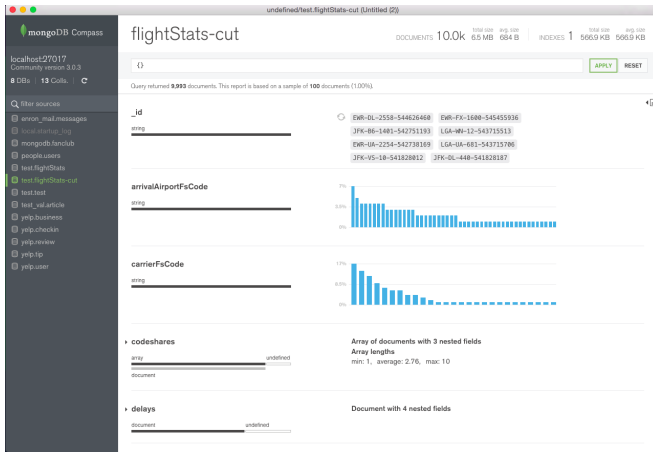 undefined/test.flightStats-cut (Untitled (2))
mongoDB Compass
flightStats-cut
DOCUMENTS 10.0k total size 6.5 MB avg. size 684 B INDEXES 1 total size 566.9 KB avg. size 566.9 KB
localhost:27017
Community version 3.0.3
8 DBs 13 Colls. C
{}
APPLY RESET
Query returned 9,993 documents. This report is based on a sample of 100 documents (1.00%).
filter sources
enron_mail.messages
local.startup_log
mongodb.fanclub
people.users
test.flightStats
test.flightStats-cut
test.test
test_val.article
yelp.business
yelp.checkin
yelp.review
yelp.tip
yelp.user
_id
string
EWR-DL-2558-544626460 EWR-FX-1600-545455936
JFK-B6-1401-542751193 LGA-WN-12-543715513
EWR-UA-2254-542738169 LGA-UA-681-543715706
JFK-VS-10-541828012 JFK-DL-440-541828187
arrivalAirportFsCode
string
7%
3.5%
0%
carrierFsCode
string
17%
8.5%
0%
codeshares
array undefined
document
Array of documents with 3 nested fields
Array lengths
min: 1, average: 2.76, max: 10
delays
document undefined
Document with 4 nested fields